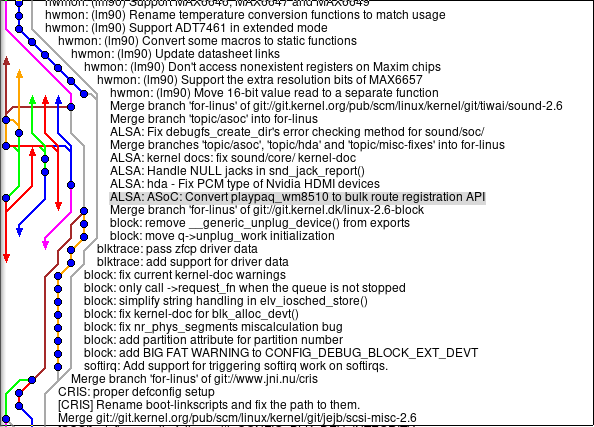 hwmon: (lm90) Support MAX6646, MAX6647 and MAX6649
hwmon: (lm90) Rename temperature conversion functions to match usage
hwmon: (lm90) Support ADT7461 in extended mode
hwmon: (lm90) Convert some macros to static functions
hwmon: (lm90) Update datasheet links
hwmon: (lm90) Don't access nonexistent registers on Maxim chips
hwmon: (lm90) Support the extra resolution bits of MAX6657
hwmon: (lm90) Move 16-bit value read to a separate function
Merge branch 'for-linus' of git://git.kernel.org/pub/scm/linux/kernel/git/tiwai/sound-2.6
Merge branch 'topic/asoc' into for-linus
ALSA: Fix debugfs_create_dir's error checking method for sound/soc/
Merge branches 'topic/asoc', 'topic/hda' and 'topic/misc-fixes' into for-linus
ALSA: kernel docs: fix sound/core/ kernel-doc
ALSA: Handle NULL jacks in snd_jack_report()
ALSA: hda - Fix PCM type of Nvidia HDMI devices
ALSA: ASoC: Convert playpaq_wm8510 to bulk route registration API
Merge branch 'for-linus' of git://git.kernel.dk/linux-2.6-block
block: remove __generic_unplug_device() from exports
block: move q->unplug_work initialization
blktrace: pass zfcp driver data
blktrace: add support for driver data
block: fix current kernel-doc warnings
block: only call ->request_fn when the queue is not stopped
block: simplify string handling in elv_iosched_store()
block: fix kernel-doc for blk_alloc_devt()
block: fix nr_phys_segments miscalculation bug
block: add partition attribute for partition number
block: add BIG FAT WARNING to CONFIG_DEBUG_BLOCK_EXT_DEVT
softirq: Add support for triggering softirq work on softirqs.
Merge branch 'for-linus' of git://www.jni.nu/cris
CRIS: proper defconfig setup
[CRIS] Rename boot-linkscripts and fix the path to them.
Merge git://git.kernel.org/pub/scm/linux/kernel/git/jejb/scsi-misc-2.6